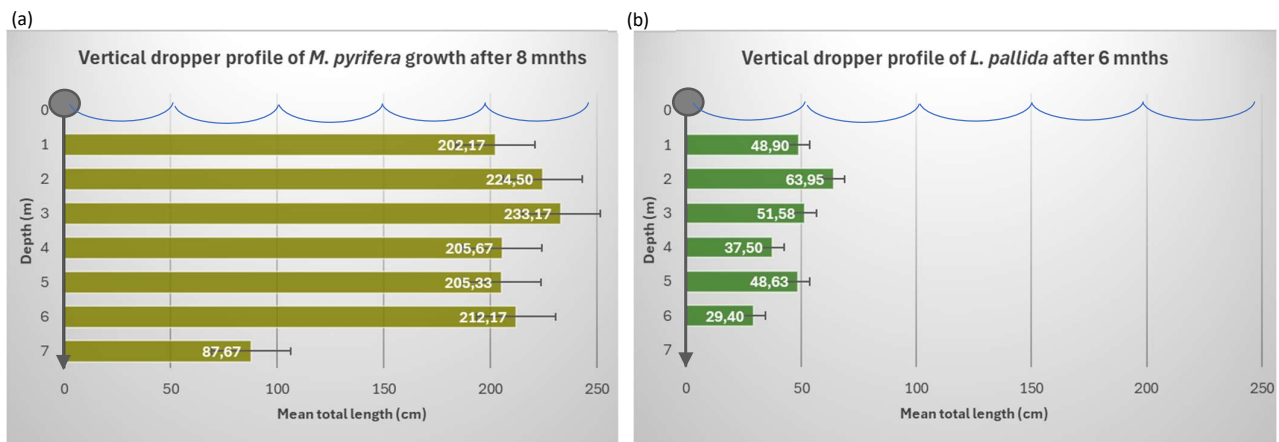 (a)
Vertical dropper profile of M. pyrifera growth after 8 mnths
0
1
202,17
2
224,50
3
233,17
4
205,67
5
205,33
6
212,17
7
87,67
Depth (m)
0 50 100 150 200 250
Mean total length (cm)
(b)
Vertical dropper profile of L. pallida after 6 mnths
0
1
48,90
2
63,95
3
51,58
4
37,50
5
48,63
6
29,40
7
Depth (m)
0 50 100 150 200 250
Mean total length (cm)